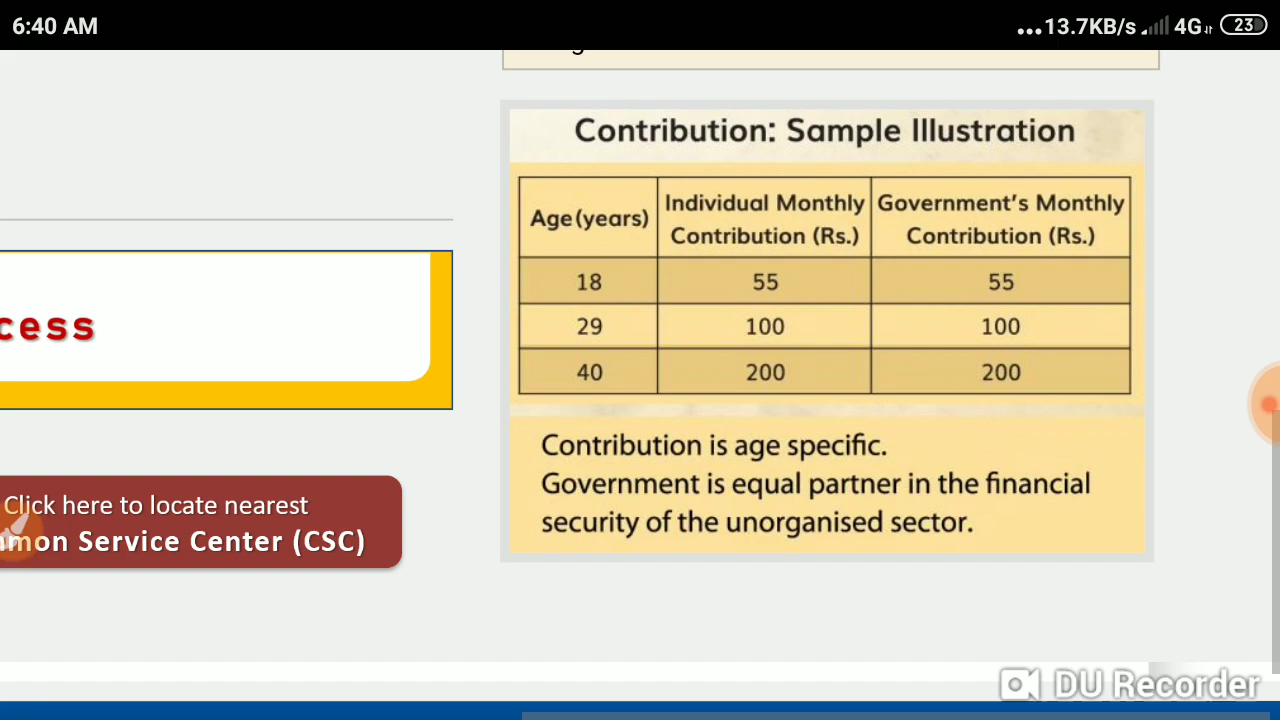 6:40 AM
...13.7KB/s 4G 23
Contribution: Sample Illustration
Age (years) Individual Monthly Contribution (Rs.) Government's Monthly Contribution (Rs.)
18 55 55
29 100 100
40 200 200
Contribution is age specific.
Government is equal partner in the financial
security of the unorganised sector.
cess
Click here to locate nearest
mmon Service Center (CSC)
DU Recorder